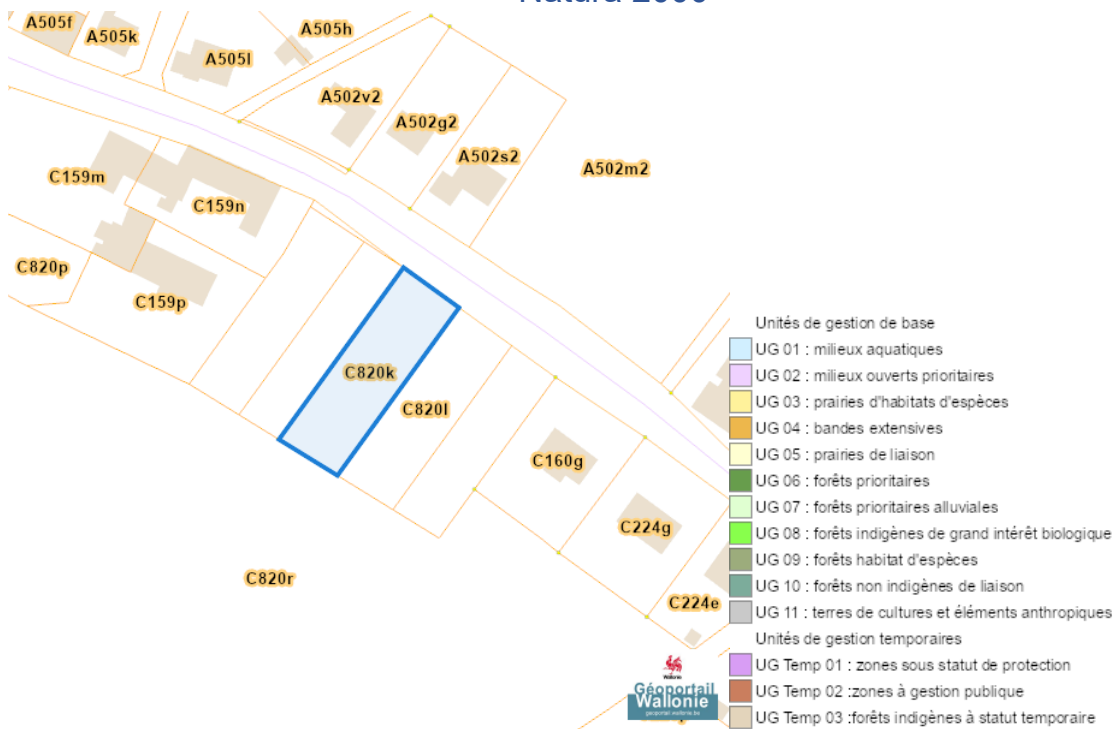 Natura 2000
A505f
A505k
A505h
A505l
A502v2
A502g2
A502s2
A502m2
C159m
C159n
C820p
C159p
C820k
C820l
C160g
C224g
C820r
C224e
Unités de gestion de base
UG 01 : milieux aquatiques
UG 02 : milieux ouverts prioritaires
UG 03 : prairies d'habitats d'espèces
UG 04 : bandes extensives
UG 05 : prairies de liaison
UG 06 : forêts prioritaires
UG 07 : forêts prioritaires alluviales
UG 08 : forêts indigènes de grand intérêt biologique
UG 09 : forêts habitat d'espèces
UG 10 : forêts non indigènes de liaison
UG 11 : terres de cultures et éléments anthropiques
Unités de gestion temporaires
UG Temp 01 : zones sous statut de protection
UG Temp 02 :zones à gestion publique
UG Temp 03 :forêts indigènes à statut temporaire
Wallonie
Géoportail
Wallonie
geoportail.wallonie.be